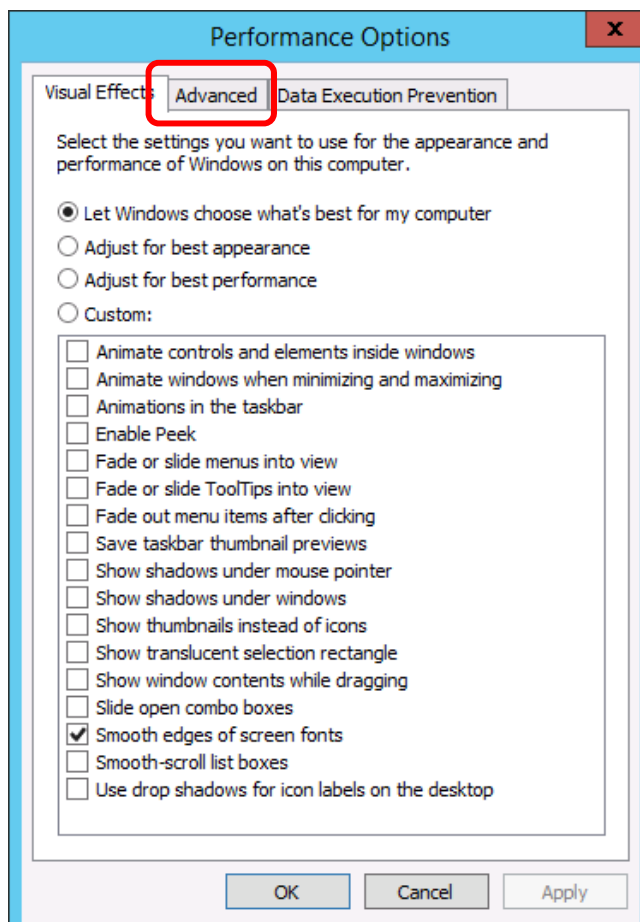 Performance Options
x
Visual Effects Advanced Data Execution Prevention
Select the settings you want to use for the appearance and
performance of Windows on this computer.
Let Windows choose what's best for my computer
Adjust for best appearance
Adjust for best performance
Custom:
Animate controls and elements inside windows
Animate windows when minimizing and maximizing
Animations in the taskbar
Enable Peek
Fade or slide menus into view
Fade or slide ToolTips into view
Fade out menu items after clicking
Save taskbar thumbnail previews
Show shadows under mouse pointer
Show shadows under windows
Show thumbnails instead of icons
Show translucent selection rectangle
Show window contents while dragging
Slide open combo boxes
Smooth edges of screen fonts
Smooth-scroll list boxes
Use drop shadows for icon labels on the desktop
OK Cancel Apply